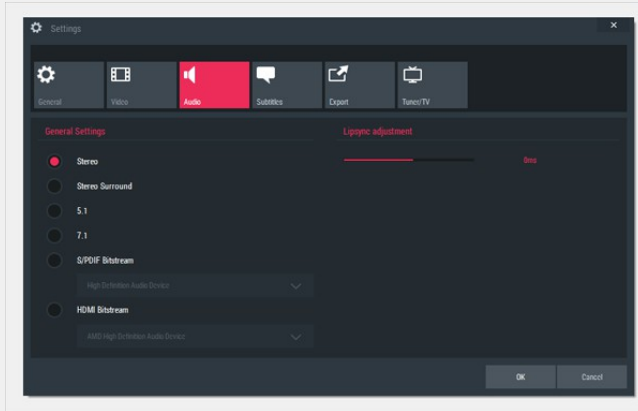 Settings
General
Video
Audio
Subtitles
Export
Tuner/TV
General Settings
Lipsync adjustment
Stereo
0ms
Stereo Surround
5.1
7.1
S/PDIF Bitstream
High Definition Audio Device
HDMI Bitstream
AMD High Definition Audio Device
OK
Cancel